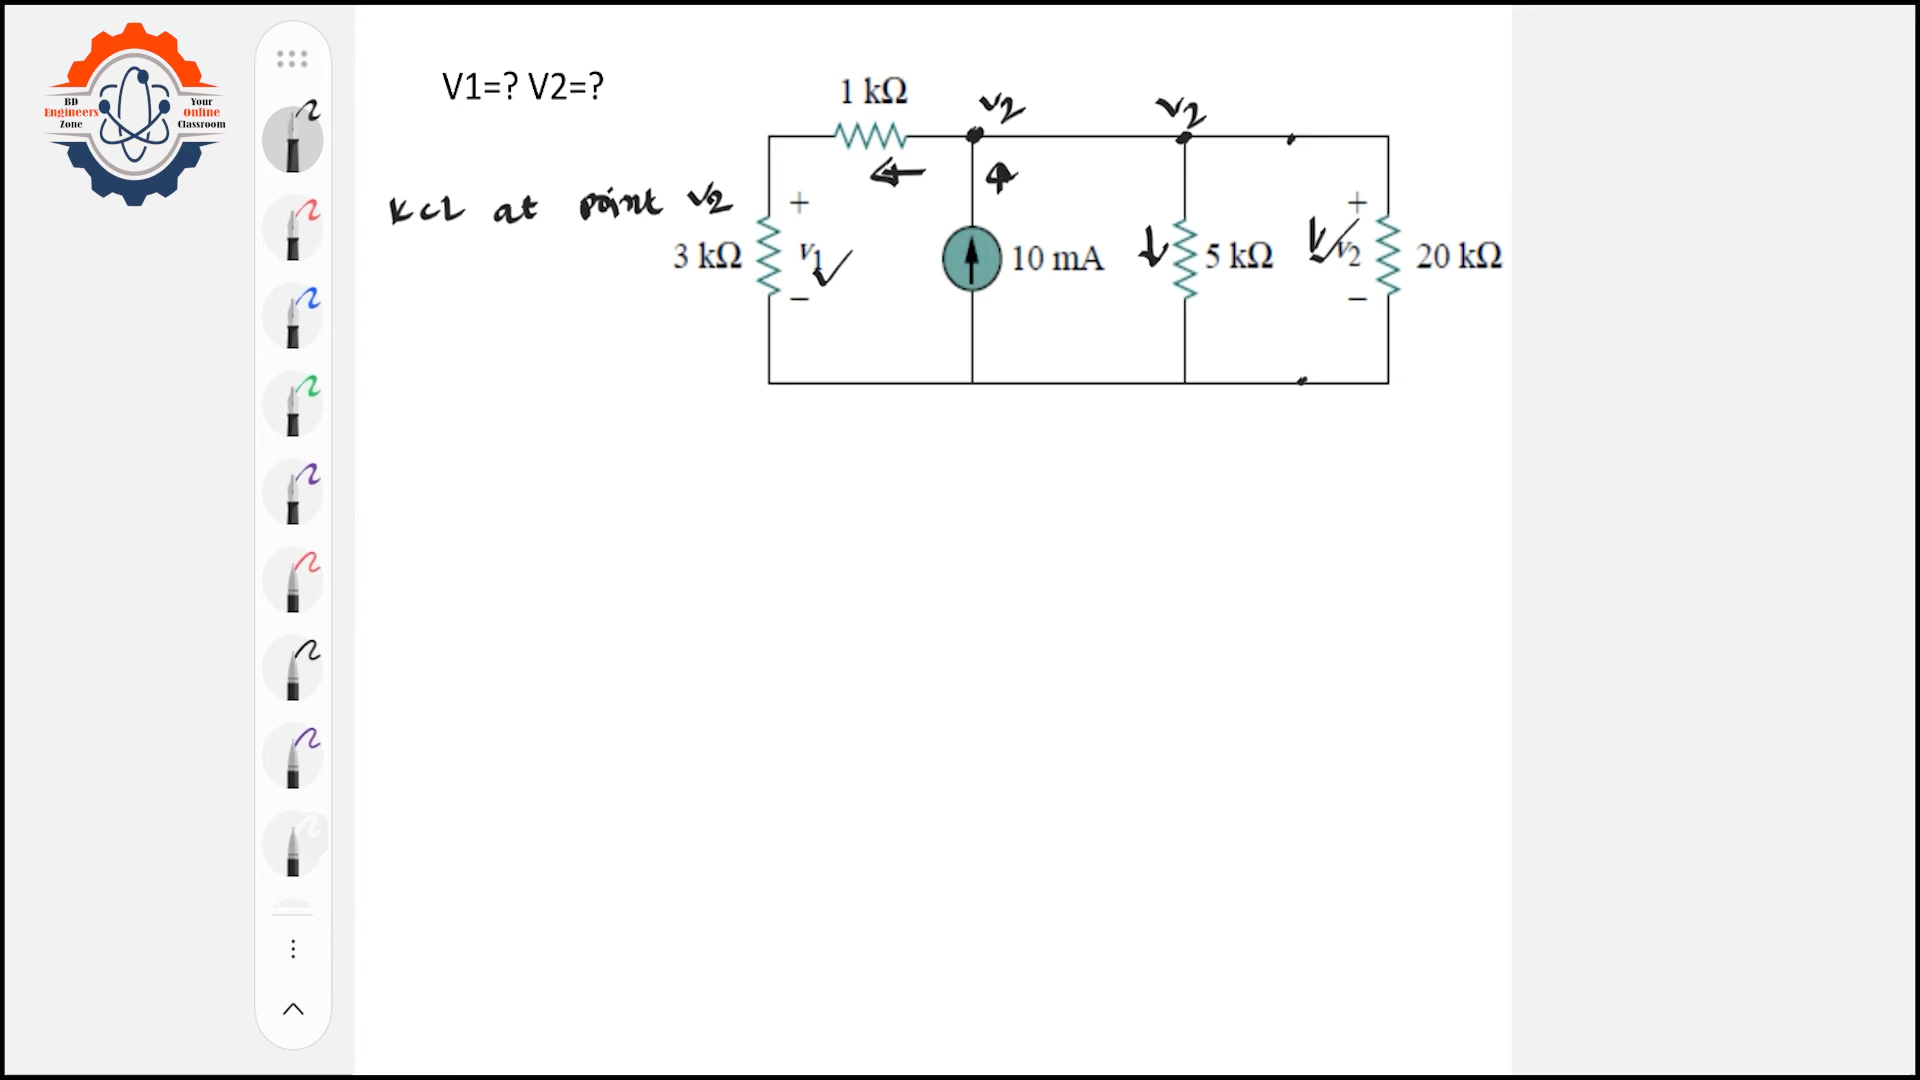 BD
Engineers
Zone
Your
Online
Classroom
V1=? V2=?
1 kΩ
v2
v2
KCL at point v2
3 kΩ
+
v1
−
10 mA
5 kΩ
+
v2
−
20 kΩ